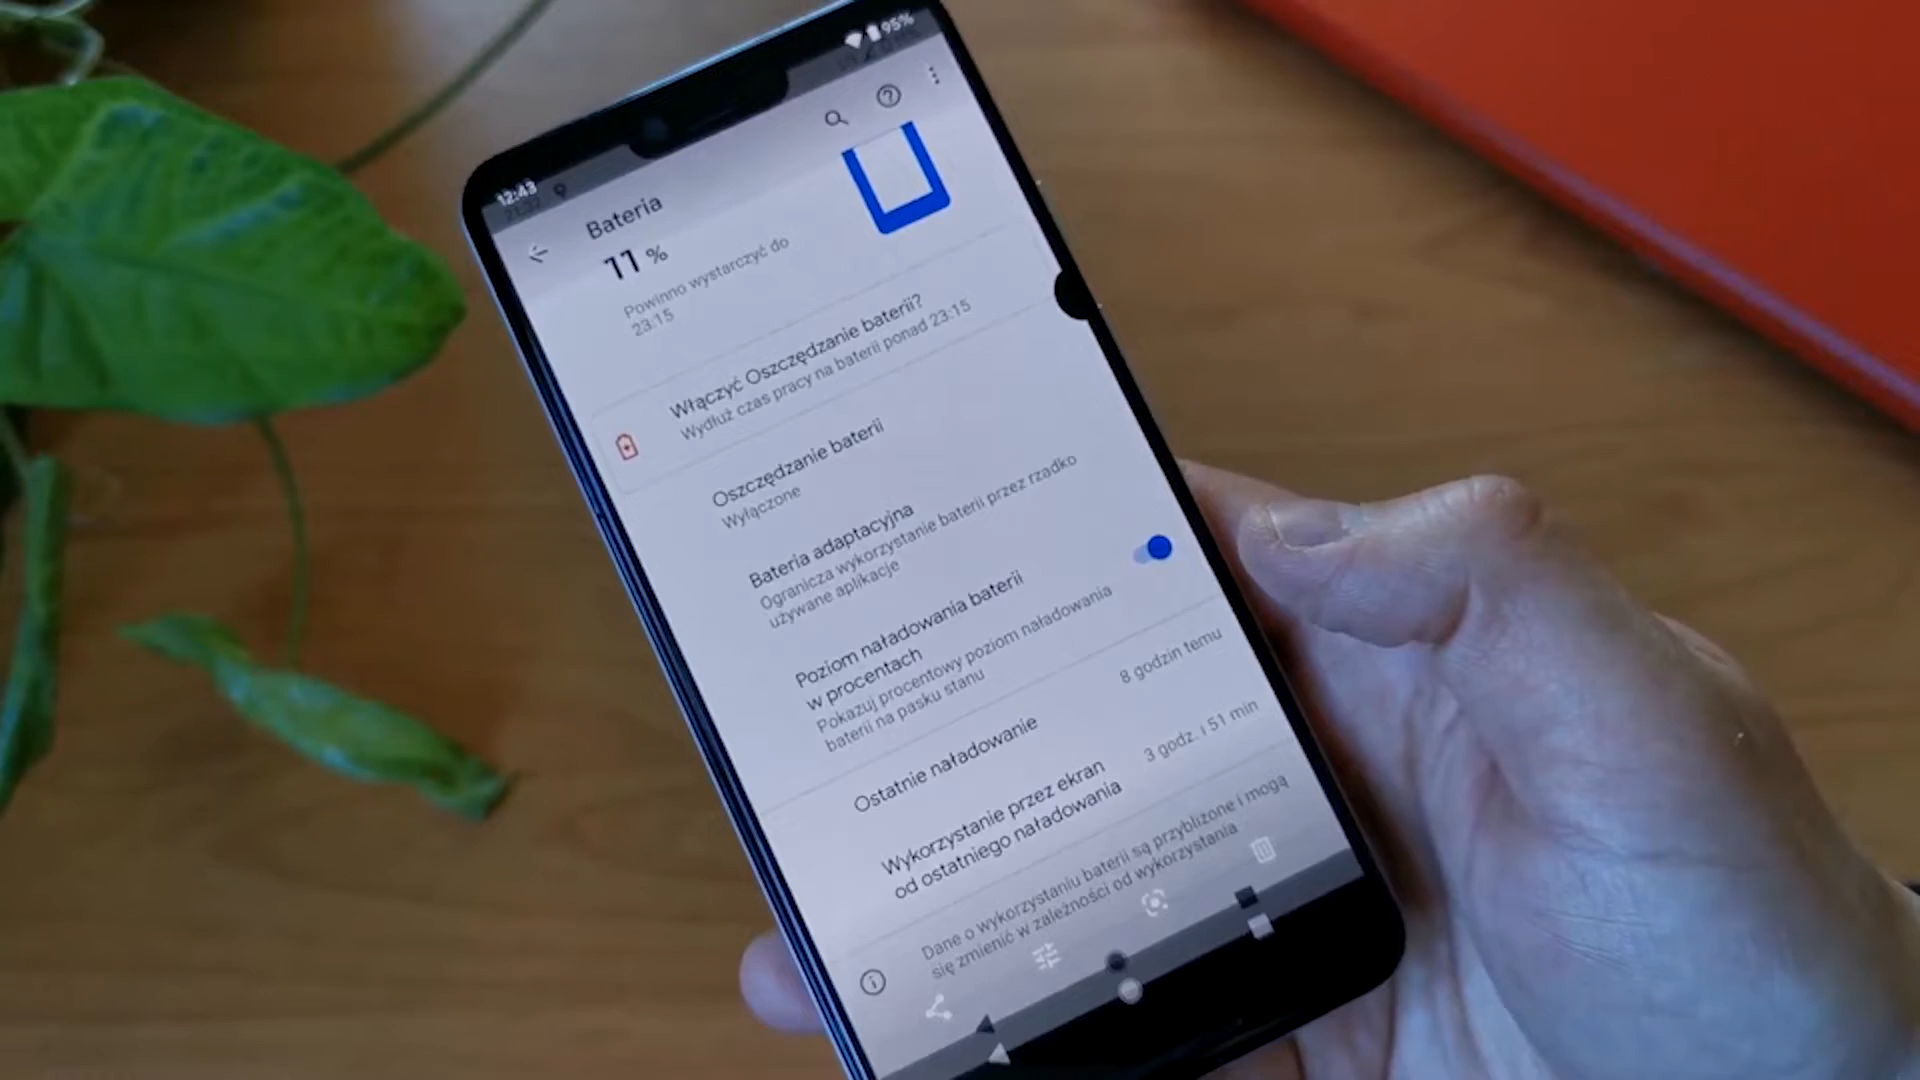 95%
12:43
Bateria
11 %
Powinno wystarczyć do
23:15
Włączyć Oszczędzanie baterii?
Wydłuż czas pracy na baterii ponad 23:15
Oszczędzanie baterii
Wyłączone
Bateria adaptacyjna
Ogranicza wykorzystanie baterii przez rzadko
używane aplikacje
Poziom naładowania baterii
w procentach
Pokazuj procentowy poziom naładowania
baterii na pasku stanu
Ostatnie naładowanie
8 godzin temu
Wykorzystanie przez ekran
od ostatniego naładowania
3 godz. i 51 min
Dane o wykorzystaniu baterii są przybliżone i mogą
się zmienić w zależności od wykorzystania